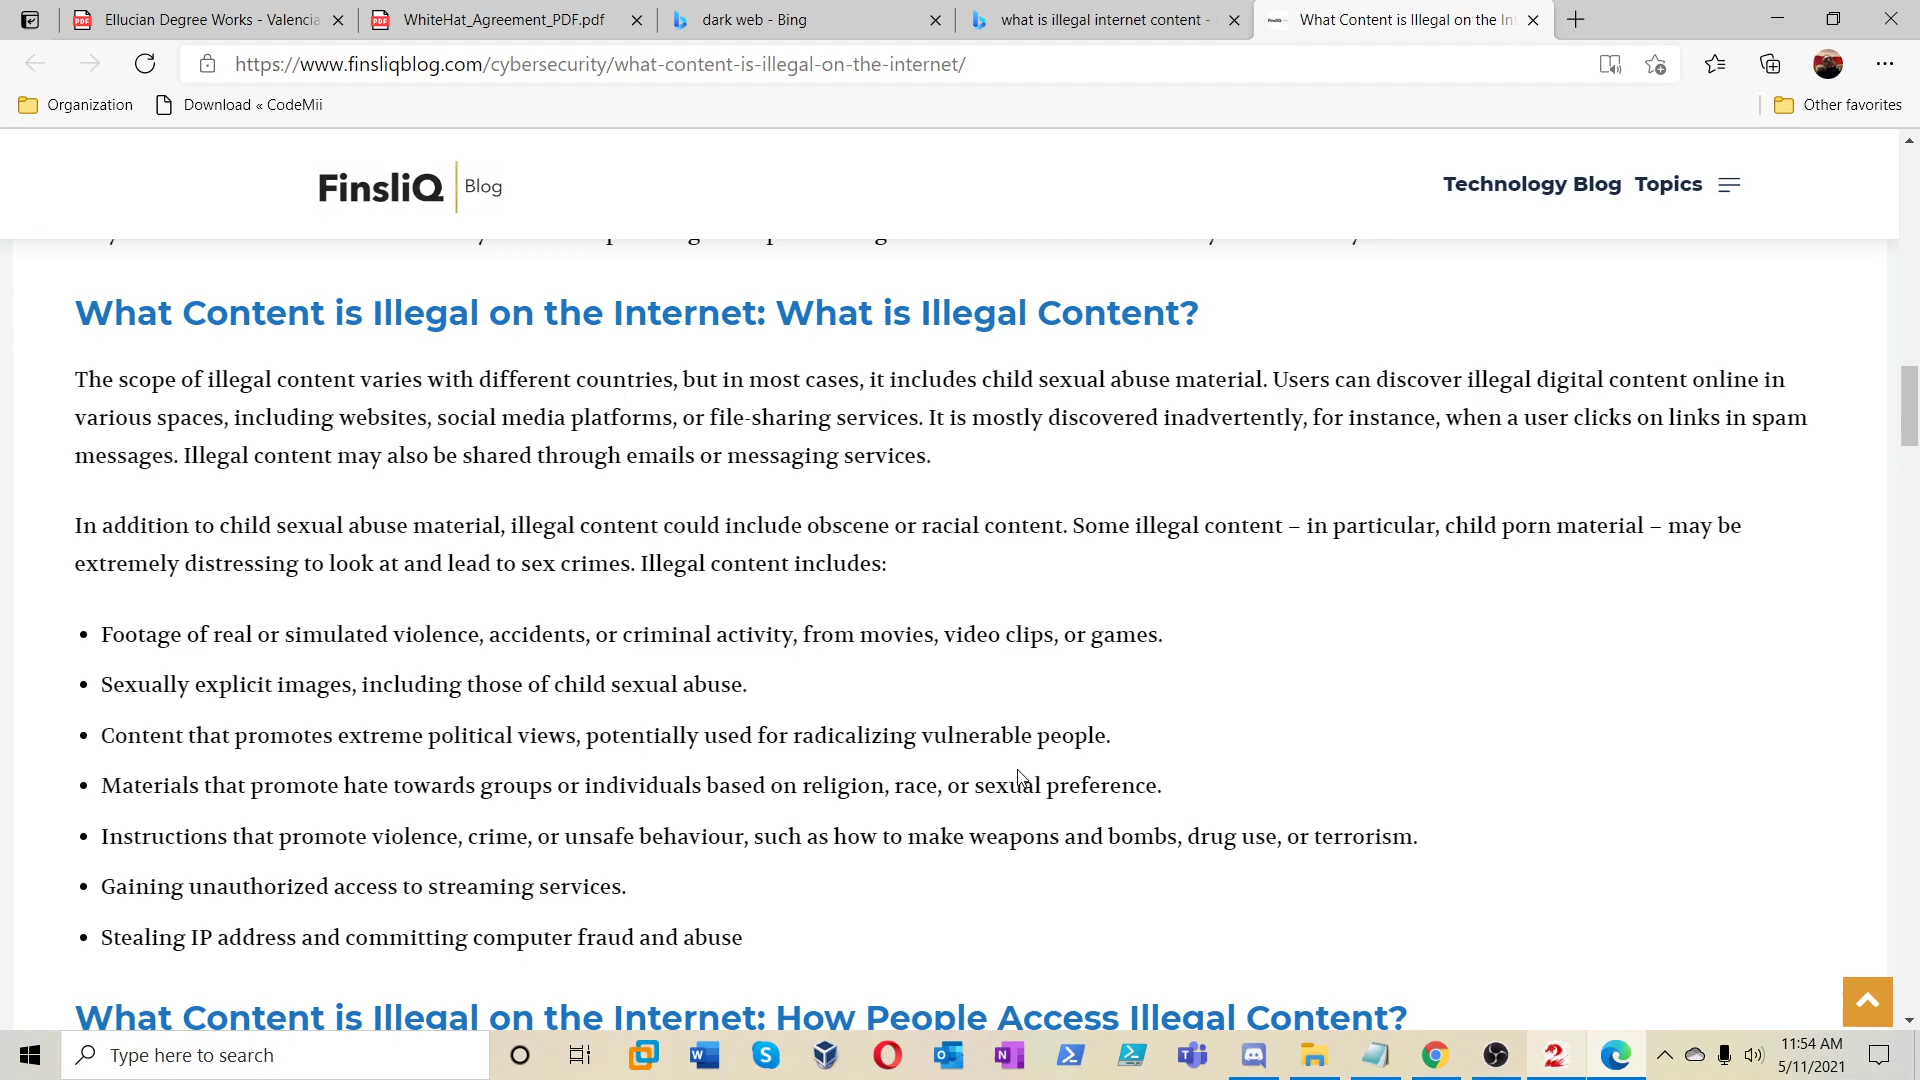 Ellucian Degree Works - Valencia
WhiteHat_Agreement_PDF.pdf
dark web - Bing
what is illegal internet content -
What Content is Illegal on the Int
https://www.finsliqblog.com/cybersecurity/what-content-is-illegal-on-the-internet/
Organization
Download « CodeMii
Other favorites
FinsliQ Blog
Technology Blog Topics
What Content is Illegal on the Internet: What is Illegal Content?
The scope of illegal content varies with different countries, but in most cases, it includes child sexual abuse material. Users can discover illegal digital content online in
various spaces, including websites, social media platforms, or file-sharing services. It is mostly discovered inadvertently, for instance, when a user clicks on links in spam
messages. Illegal content may also be shared through emails or messaging services.
In addition to child sexual abuse material, illegal content could include obscene or racial content. Some illegal content – in particular, child porn material – may be
extremely distressing to look at and lead to sex crimes. Illegal content includes:
• Footage of real or simulated violence, accidents, or criminal activity, from movies, video clips, or games.
• Sexually explicit images, including those of child sexual abuse.
• Content that promotes extreme political views, potentially used for radicalizing vulnerable people.
• Materials that promote hate towards groups or individuals based on religion, race, or sexual preference.
• Instructions that promote violence, crime, or unsafe behaviour, such as how to make weapons and bombs, drug use, or terrorism.
• Gaining unauthorized access to streaming services.
• Stealing IP address and committing computer fraud and abuse
What Content is Illegal on the Internet: How People Access Illegal Content?
Type here to search
11:54 AM
5/11/2021